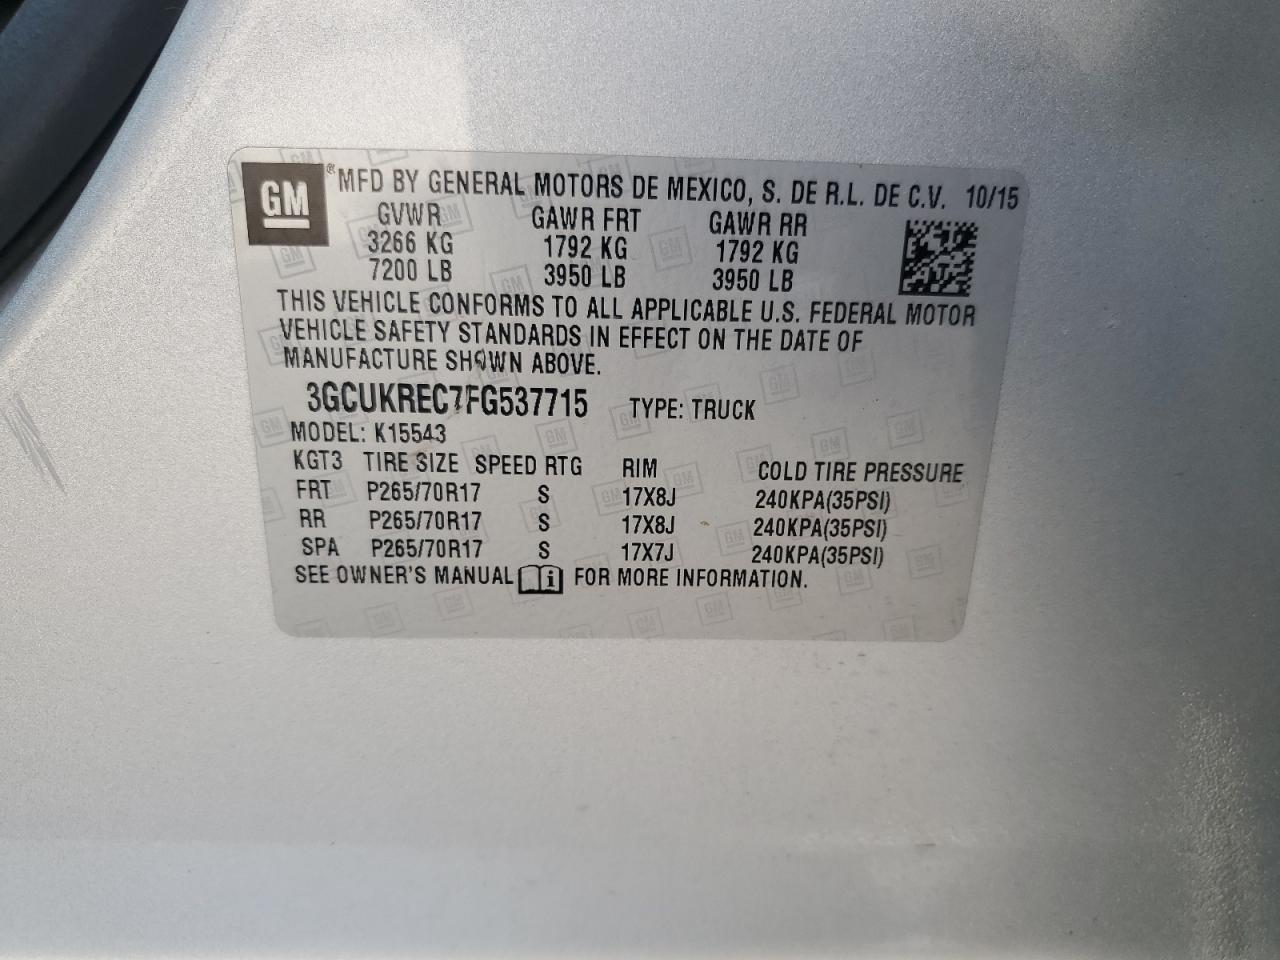 GM ® MFD BY GENERAL MOTORS DE MEXICO, S. DE R.L. DE C.V. 10/15
GVWR GAWR FRT GAWR RR
3266 KG 1792 KG 1792 KG
7200 LB 3950 LB 3950 LB
THIS VEHICLE CONFORMS TO ALL APPLICABLE U.S. FEDERAL MOTOR
VEHICLE SAFETY STANDARDS IN EFFECT ON THE DATE OF
MANUFACTURE SHOWN ABOVE.
3GCUKREC7FG537715 TYPE: TRUCK
MODEL: K15543
KGT3 TIRE SIZE SPEED RTG RIM COLD TIRE PRESSURE
FRT P265/70R17 S 17X8J 240KPA(35PSI)
RR P265/70R17 S 17X8J 240KPA(35PSI)
SPA P265/70R17 S 17X7J 240KPA(35PSI)
SEE OWNER'S MANUAL i FOR MORE INFORMATION.